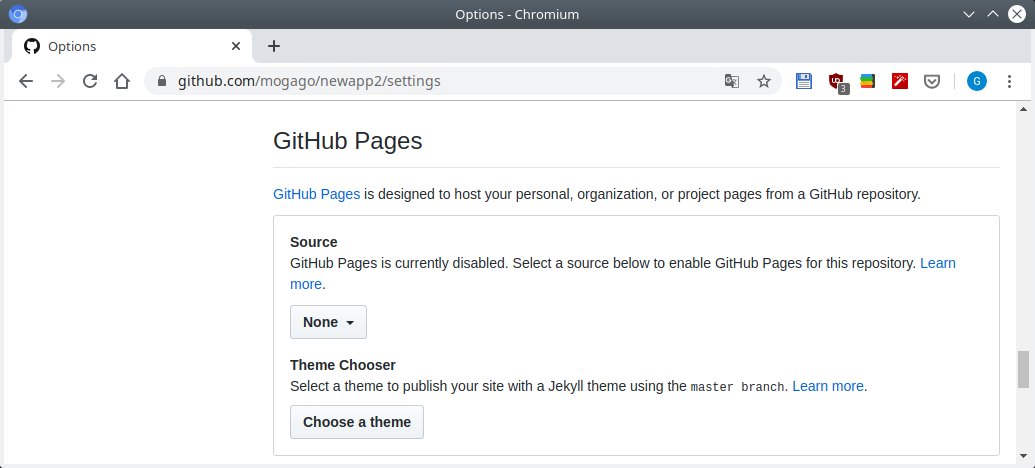 Options - Chromium
Options
github.com/mogago/newapp2/settings
3
G
GitHub Pages
GitHub Pages is designed to host your personal, organization, or project pages from a GitHub repository.
Source
GitHub Pages is currently disabled. Select a source below to enable GitHub Pages for this repository. Learn
more.
None
Theme Chooser
Select a theme to publish your site with a Jekyll theme using the master branch. Learn more.
Choose a theme